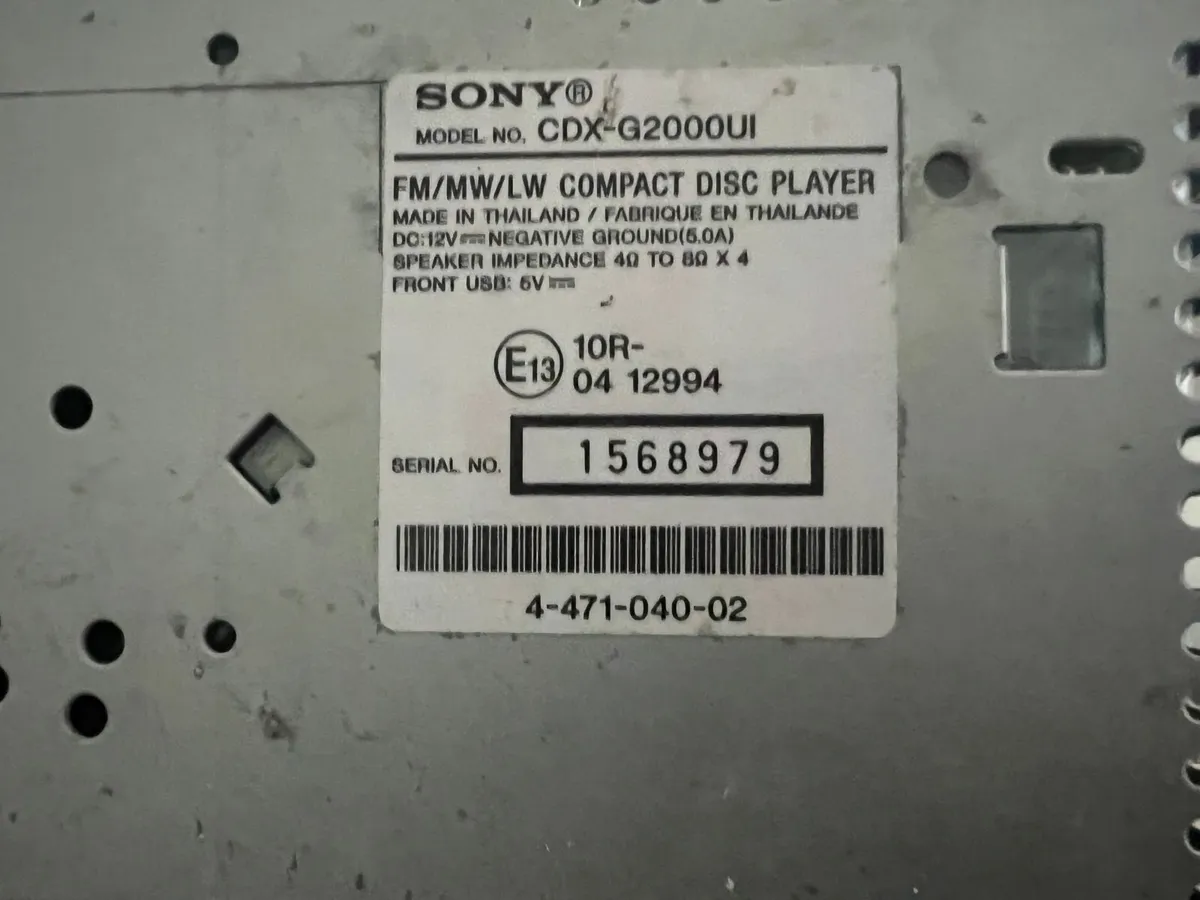 SONY®
MODEL NO. CDX-G2000UI
FM/MW/LW COMPACT DISC PLAYER
MADE IN THAILAND / FABRIQUE EN THAILANDE
DC:12V⎓NEGATIVE GROUND(5.0A)
SPEAKER IMPEDANCE 4Ω TO 8Ω X 4
FRONT USB: 5V⎓
E13 10R-
04 12994
SERIAL NO. 1568979
4-471-040-02